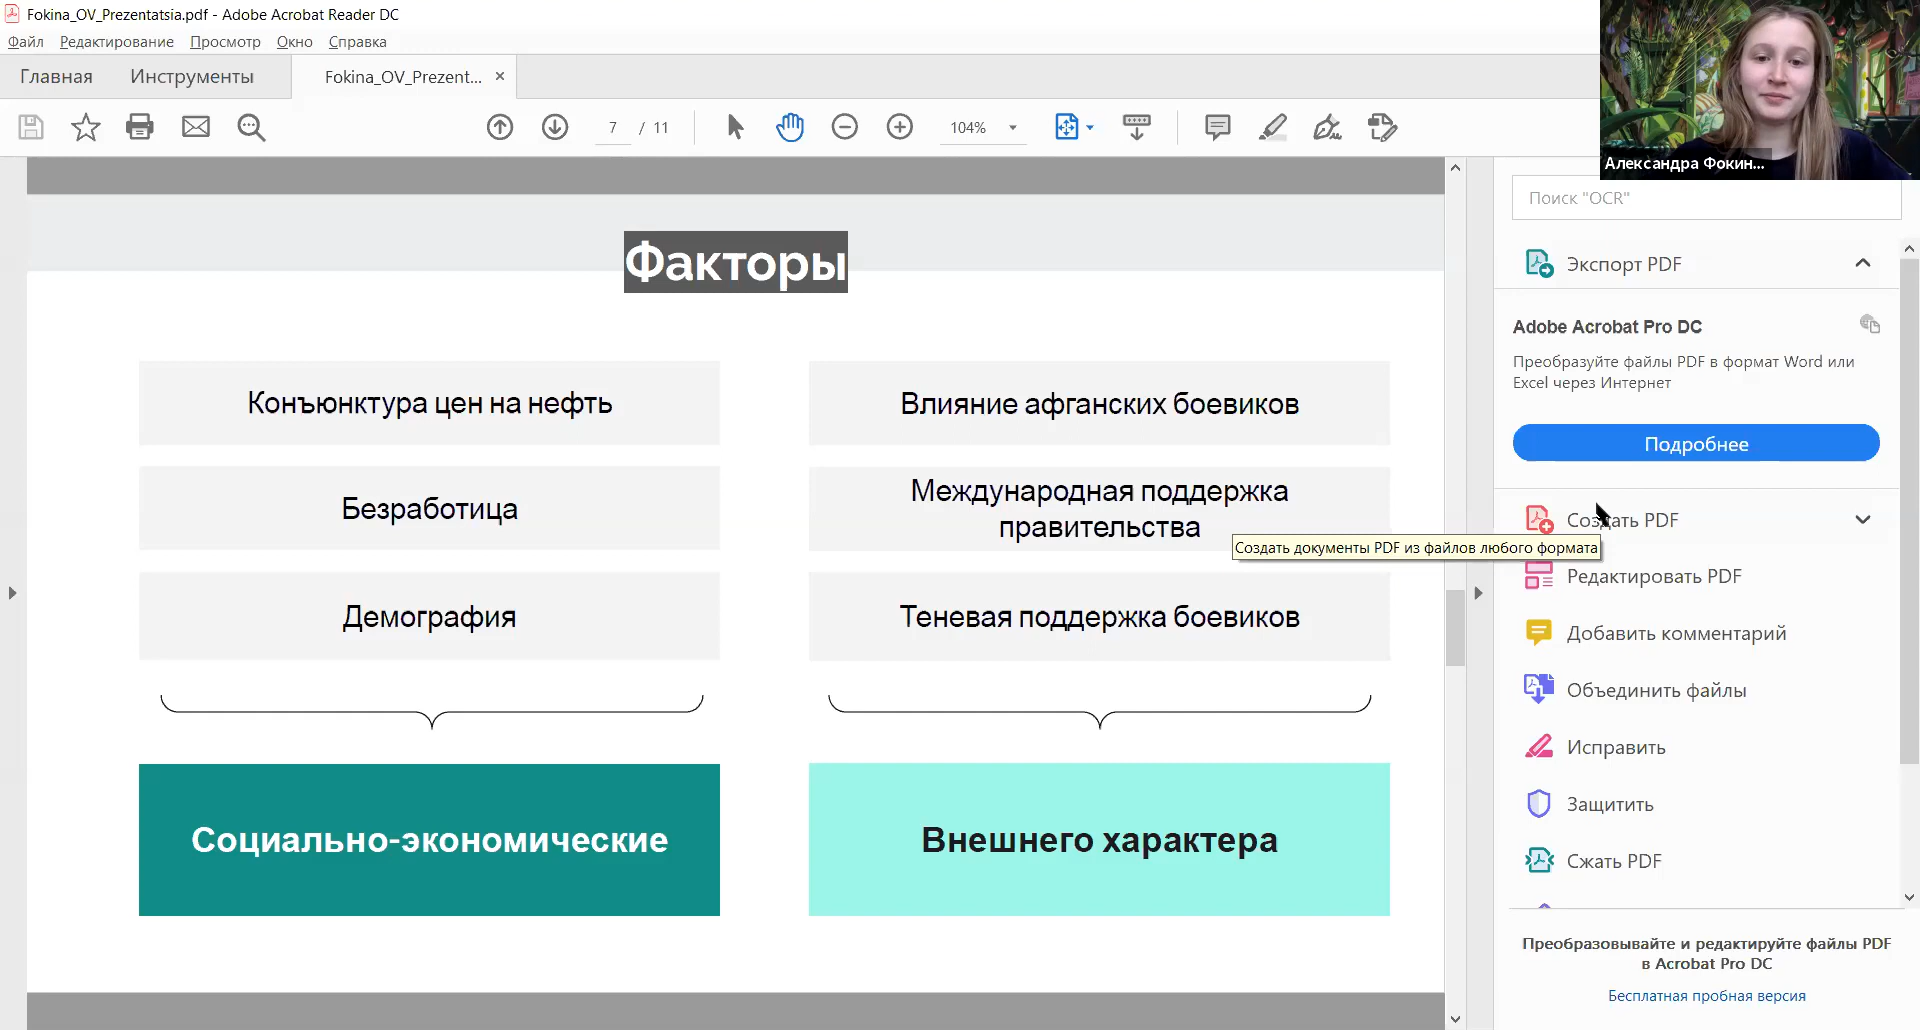 Fokina_OV_Prezentatsia.pdf - Adobe Acrobat Reader DC
Файл Редактирование Просмотр Окно Справка
Главная Инструменты Fokina_OV_Prezent... ×
7 / 11 104%
Александра Фокин...
Поиск "OCR"
Факторы
Конъюнктура цен на нефть
Безработица
Демография
Социально-экономические
Влияние афганских боевиков
Международная поддержка
правительства
Теневая поддержка боевиков
Внешнего характера
Экспорт PDF
Adobe Acrobat Pro DC
Преобразуйте файлы PDF в формат Word или
Excel через Интернет
Подробнее
Создать PDF
Создать документы PDF из файлов любого формата
Редактировать PDF
Добавить комментарий
Объединить файлы
Исправить
Защитить
Сжать PDF
Преобразовывайте и редактируйте файлы PDF
в Acrobat Pro DC
Бесплатная пробная версия